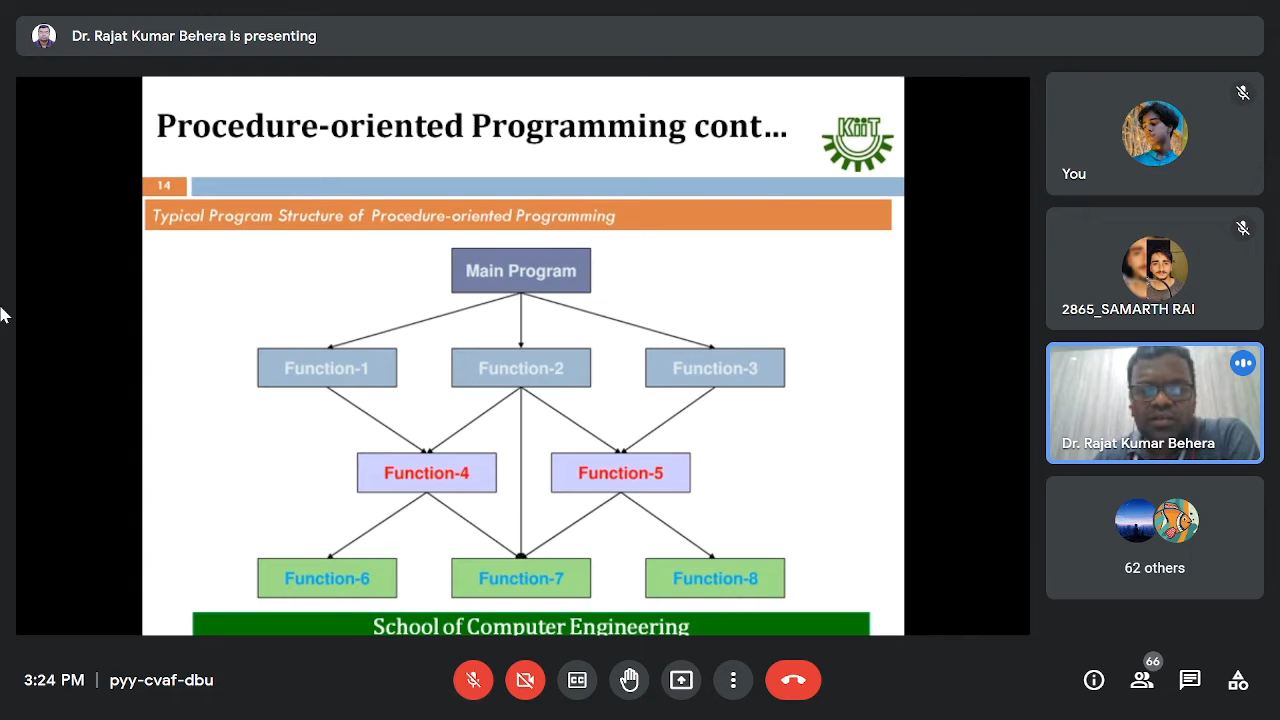 Dr. Rajat Kumar Behera is presenting
Procedure-oriented Programming cont...
KIIT
14
Typical Program Structure of Procedure-oriented Programming
Main Program
Function-1
Function-2
Function-3
Function-4
Function-5
Function-6
Function-7
Function-8
School of Computer Engineering
You
2865_SAMARTH RAI
Dr. Rajat Kumar Behera
62 others
3:24 PM | pyy-cvaf-dbu
CC
66